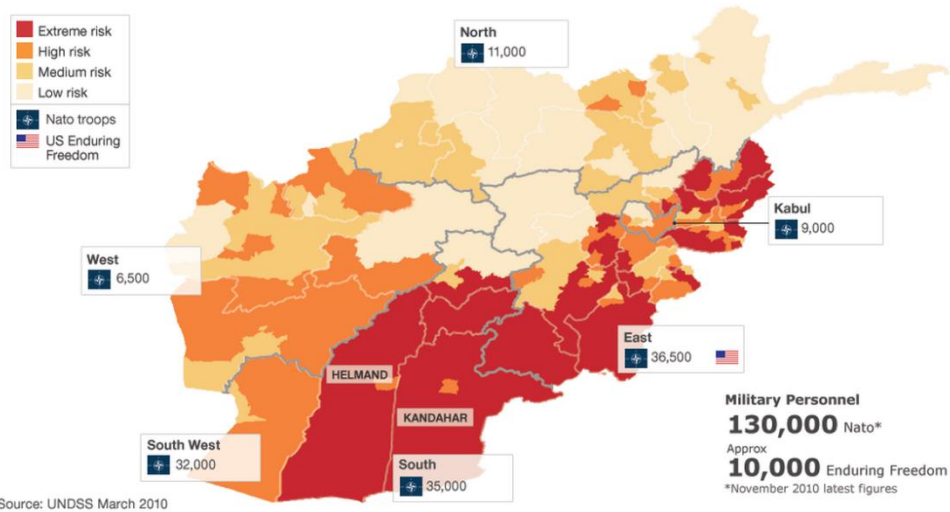 Extreme risk
High risk
Medium risk
Low risk
Nato troops
US Enduring
Freedom
North
11,000
Kabul
9,000
West
6,500
East
36,500
HELMAND
KANDAHAR
South West
32,000
South
35,000
Military Personnel
130,000 Nato*
Approx
10,000 Enduring Freedom
*November 2010 latest figures
Source: UNDSS March 2010